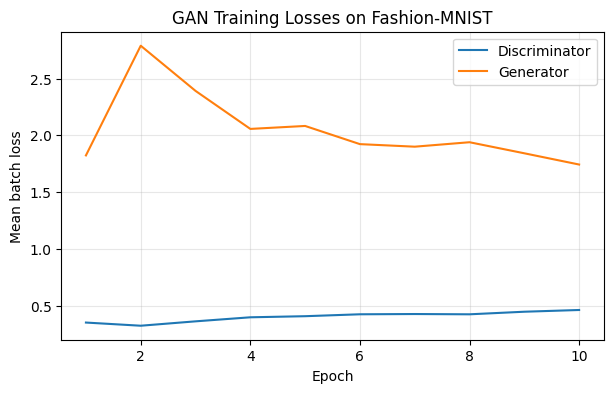 GAN Training Losses on Fashion-MNIST
Discriminator
Generator
Mean batch loss
2.5
2.0
1.5
1.0
0.5
2 4 6 8 10
Epoch